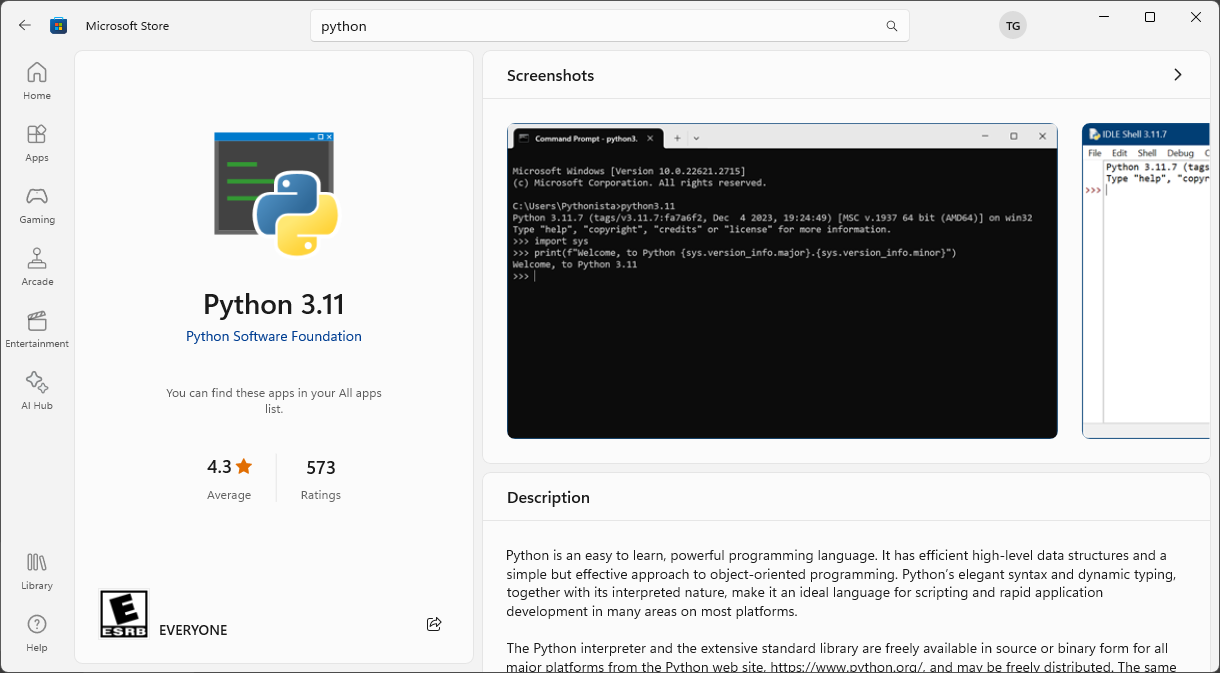 Microsoft Store
python
TG
Home
Apps
Gaming
Arcade
Entertainment
AI Hub
Library
Help
Python 3.11
Python Software Foundation
You can find these apps in your All apps
list.
4.3
Average
573
Ratings
ESRB
EVERYONE
Screenshots
Command Prompt - python3.
Microsoft Windows [Version 10.0.22621.2715]
(c) Microsoft Corporation. All rights reserved.
C:\Users\Pythonista>python3.11
Python 3.11.7 (tags/v3.11.7:fa7a6f2, Dec  4 2023, 19:24:49) [MSC v.1937 64 bit (AMD64)] on win32
Type "help", "copyright", "credits" or "license" for more information.
>>> import sys
>>> print(f"Welcome, to Python {sys.version_info.major}.{sys.version_info.minor}")
Welcome, to Python 3.11
>>>
IDLE Shell 3.11.7
File Edit Shell Debug
Python 3.11.7 (tags
Type "help", "copyr
>>>
Description
Python is an easy to learn, powerful programming language. It has efficient high-level data structures and a
simple but effective approach to object-oriented programming. Python’s elegant syntax and dynamic typing,
together with its interpreted nature, make it an ideal language for scripting and rapid application
development in many areas on most platforms.
The Python interpreter and the extensive standard library are freely available in source or binary form for all
major platforms from the Python web site, https://www.python.org/, and may be freely distributed. The same